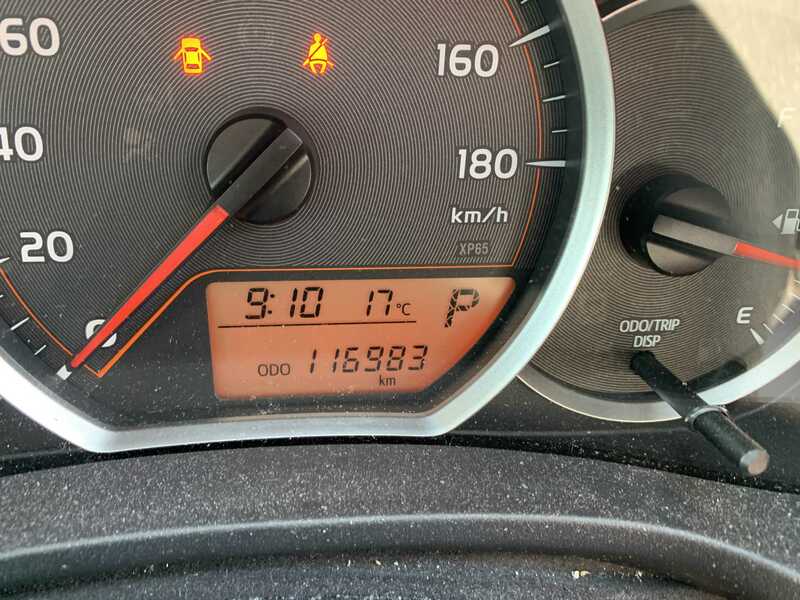 60
40
20
0
160
180
km/h
XP65
9:10 17°C P
ODO 116983
km
F
ODO/TRIP
DISP
E